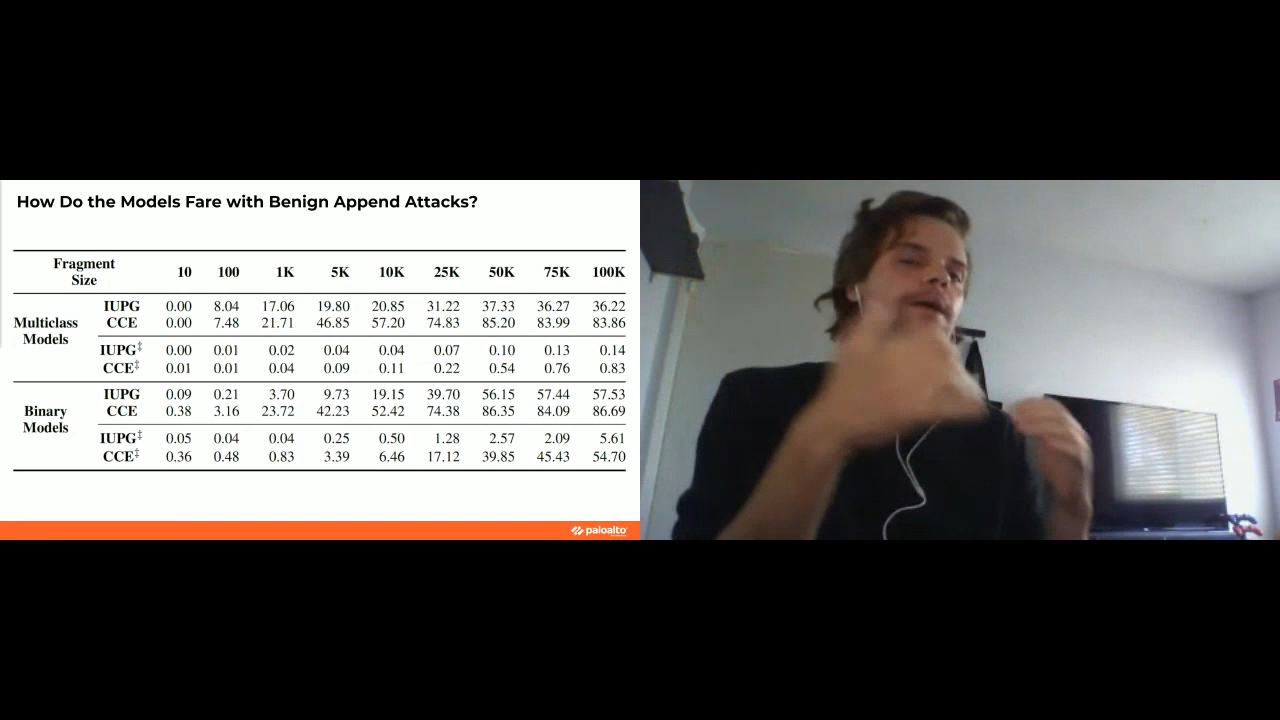 How Do the Models Fare with Benign Append Attacks?
Fragment Size 10 100 1K 5K 10K 25K 50K 75K 100K
Multiclass Models
IUPG 0.00 8.04 17.06 19.80 20.85 31.22 37.33 36.27 36.22
CCE 0.00 7.48 21.71 46.85 57.20 74.83 85.20 83.99 83.86
IUPG‡ 0.00 0.01 0.02 0.04 0.04 0.07 0.10 0.13 0.14
CCE‡ 0.01 0.01 0.04 0.09 0.11 0.22 0.54 0.76 0.83
Binary Models
IUPG 0.09 0.21 3.70 9.73 19.15 39.70 56.15 57.44 57.53
CCE 0.38 3.16 23.72 42.23 52.42 74.38 86.35 84.09 86.69
IUPG‡ 0.05 0.04 0.04 0.25 0.50 1.28 2.57 2.09 5.61
CCE‡ 0.36 0.48 0.83 3.39 6.46 17.12 39.85 45.43 54.70
paloalto